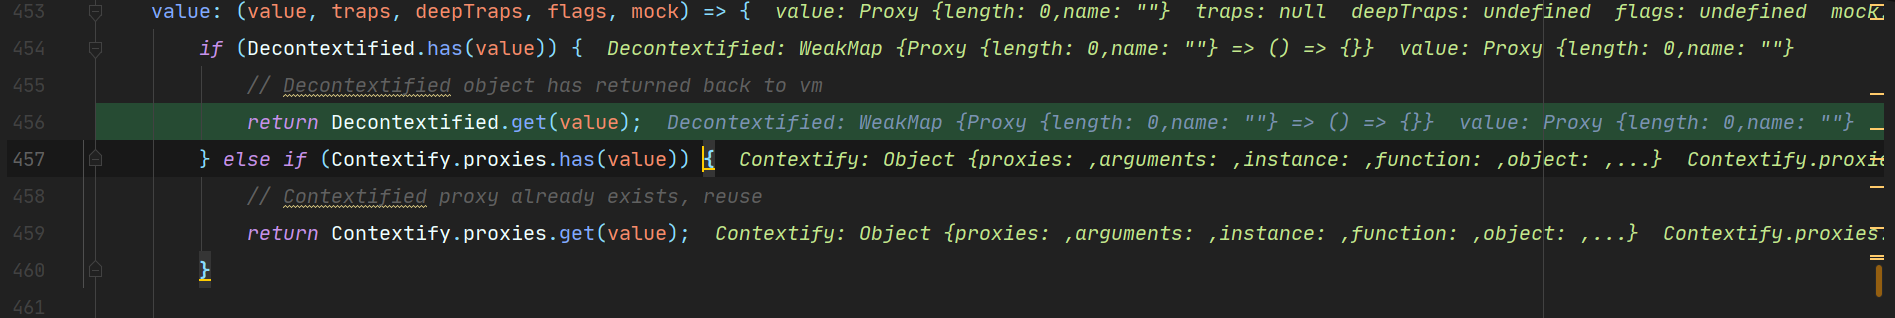 453 value: (value, traps, deepTraps, flags, mock) => { value: Proxy {length: 0,name: ""} traps: null deepTraps: undefined flags: undefined mock
454 if (Decontextified.has(value)) { Decontextified: WeakMap {Proxy {length: 0,name: ""} => () => {}} value: Proxy {length: 0,name: ""}
455 // Decontextified object has returned back to vm
456 return Decontextified.get(value); Decontextified: WeakMap {Proxy {length: 0,name: ""} => () => {}} value: Proxy {length: 0,name: ""}
457 } else if (Contextify.proxies.has(value)) { Contextify: Object {proxies: ,arguments: ,instance: ,function: ,object: ,...} Contextify.proxie
458 // Contextified proxy already exists, reuse
459 return Contextify.proxies.get(value); Contextify: Object {proxies: ,arguments: ,instance: ,function: ,object: ,...} Contextify.proxies.
460 }
461